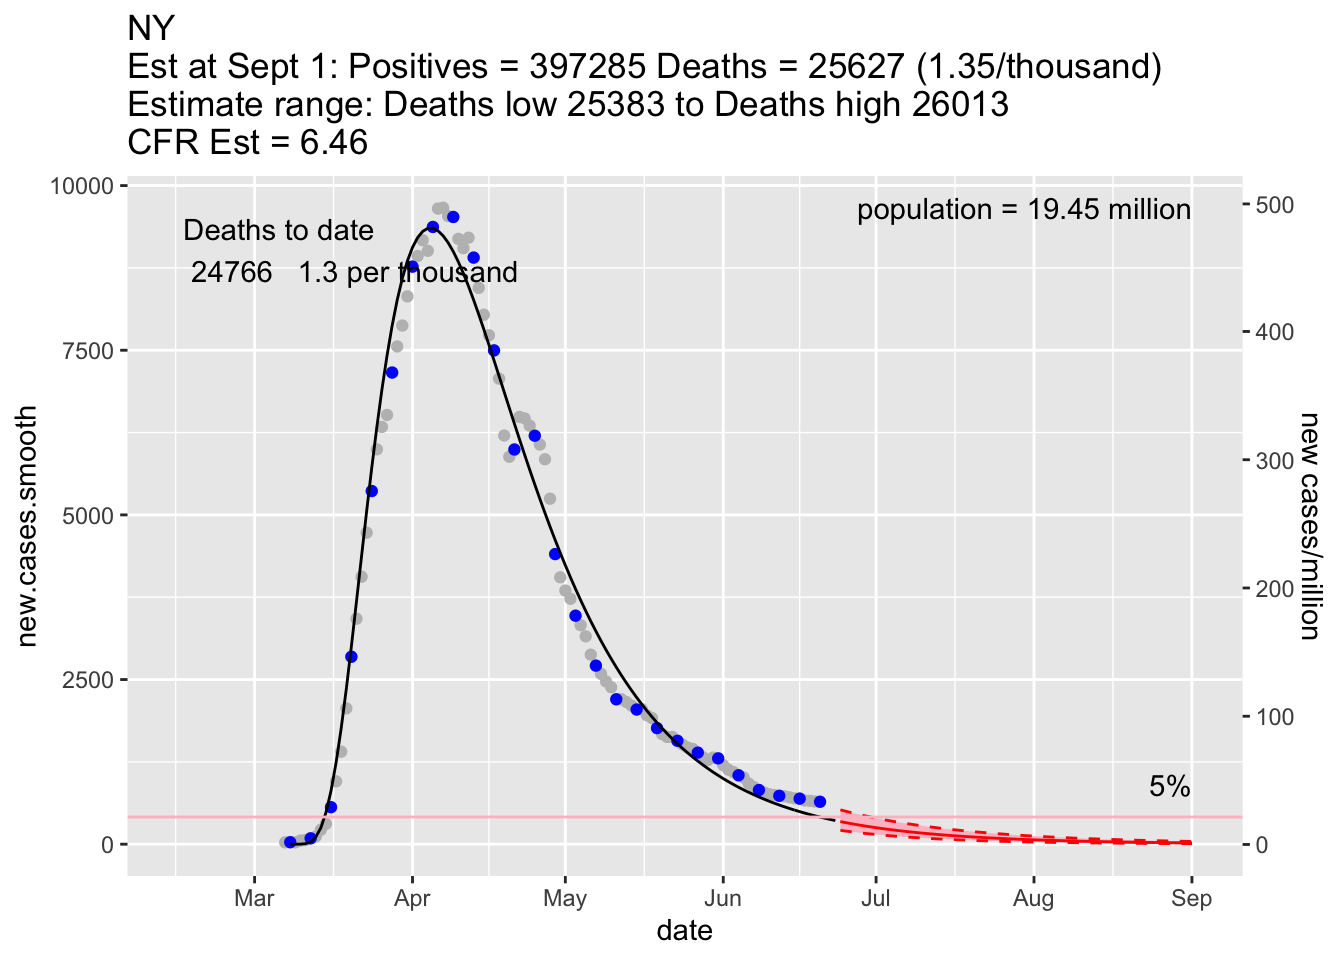 NY
Est at Sept 1: Positives = 397285 Deaths = 25627 (1.35/thousand)
Estimate range: Deaths low 25383 to Deaths high 26013
CFR Est = 6.46
10000
7500
5000
2500
0
new.cases.smooth
Deaths to date
24766 1.3 per thousand
population = 19.45 million
5%
500
400
300
200
100
0
new cases/million
Mar Apr May Jun Jul Aug Sep
date